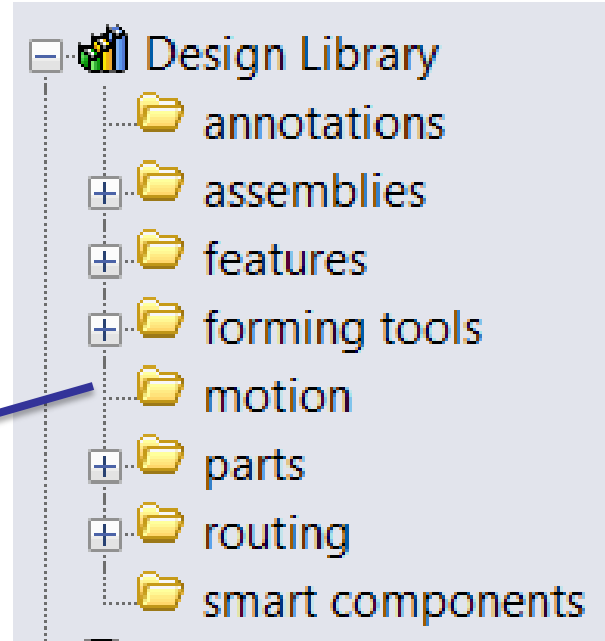 Design Library
annotations
assemblies
features
forming tools
motion
parts
routing
smart components